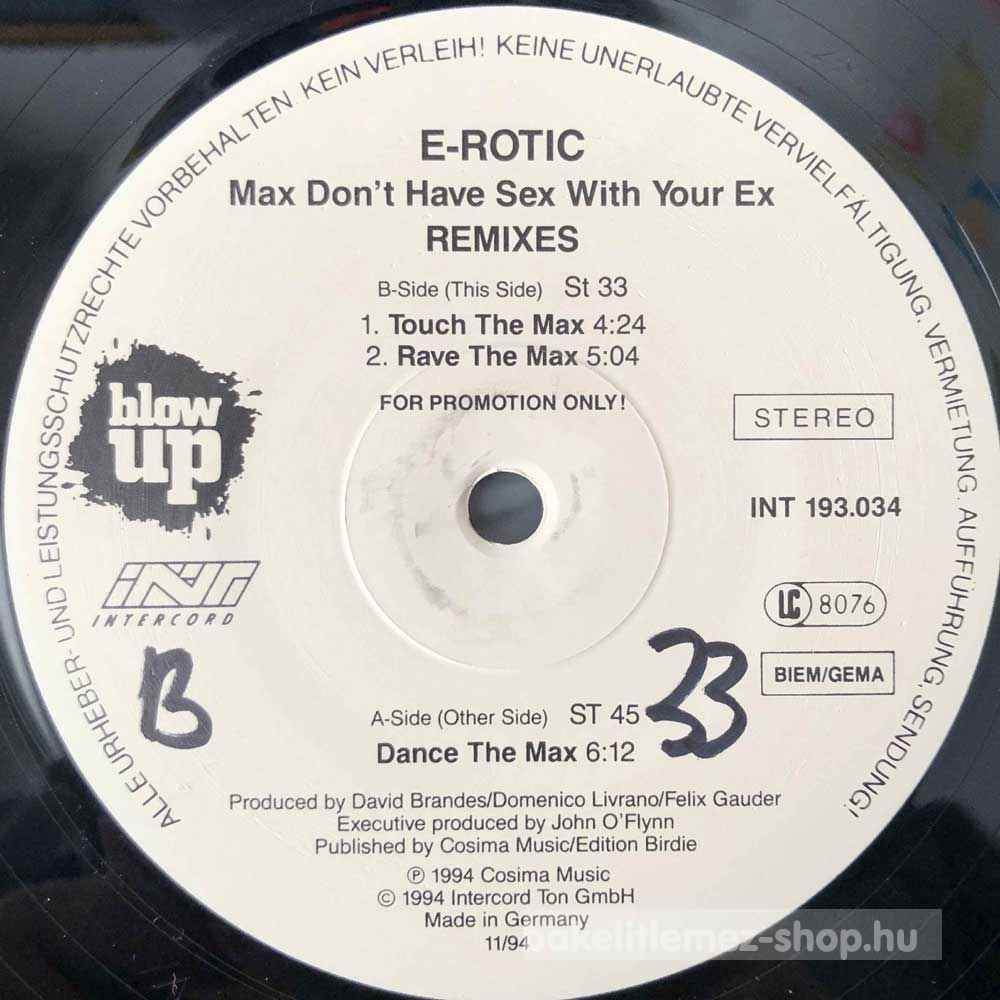 ALLE URHEBER- UND LEISTUNGSSCHUTZRECHTE VORBEHALTEN KEIN VERLEIH! KEINE UNERLAUBTE VERVIELFÄLTIGUNG, VERMIETUNG, AUFFÜHRUNG, SENDUNG!
E-ROTIC
Max Don't Have Sex With Your Ex
REMIXES
B-Side (This Side) St 33
1. Touch The Max 4:24
2. Rave The Max 5:04
FOR PROMOTION ONLY!
blow
up
STEREO
INT 193.034
INT
INTERCORD
LC 8076
B
33
BIEM/GEMA
A-Side (Other Side) ST 45
Dance The Max 6:12
Produced by David Brandes/Domenico Livrano/Felix Gauder
Executive produced by John O'Flynn
Published by Cosima Music/Edition Birdie
℗ 1994 Cosima Music
© 1994 Intercord Ton GmbH
Made in Germany
11/94
bakelitlemez-shop.hu